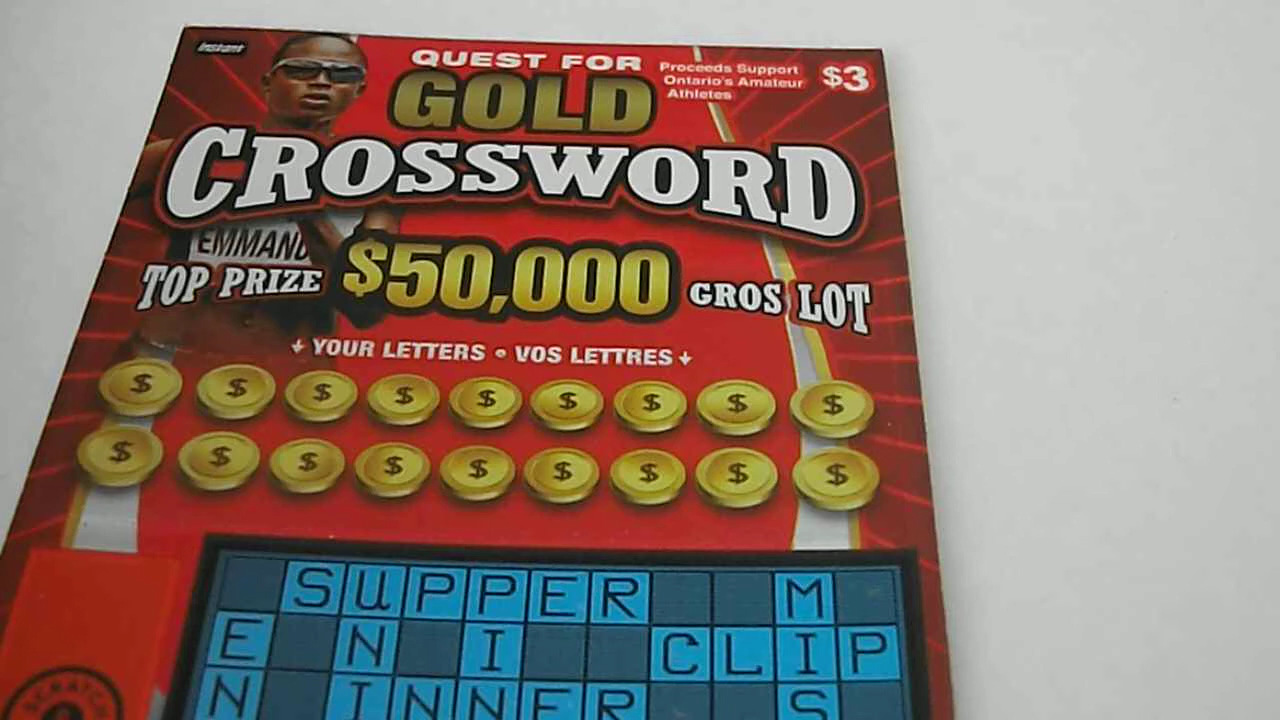 Instant
QUEST FOR
GOLD
Proceeds Support
Ontario's Amateur
Athletes
$3
CROSSWORD
EMMANU
TOP PRIZE $50,000 GROS LOT
YOUR LETTERS • VOS LETTRES
$ $ $ $ $ $ $ $ $
$ $ $ $ $ $ $ $ $
SUPPER M
E N I CLIP
N INNER S
SCRATCH